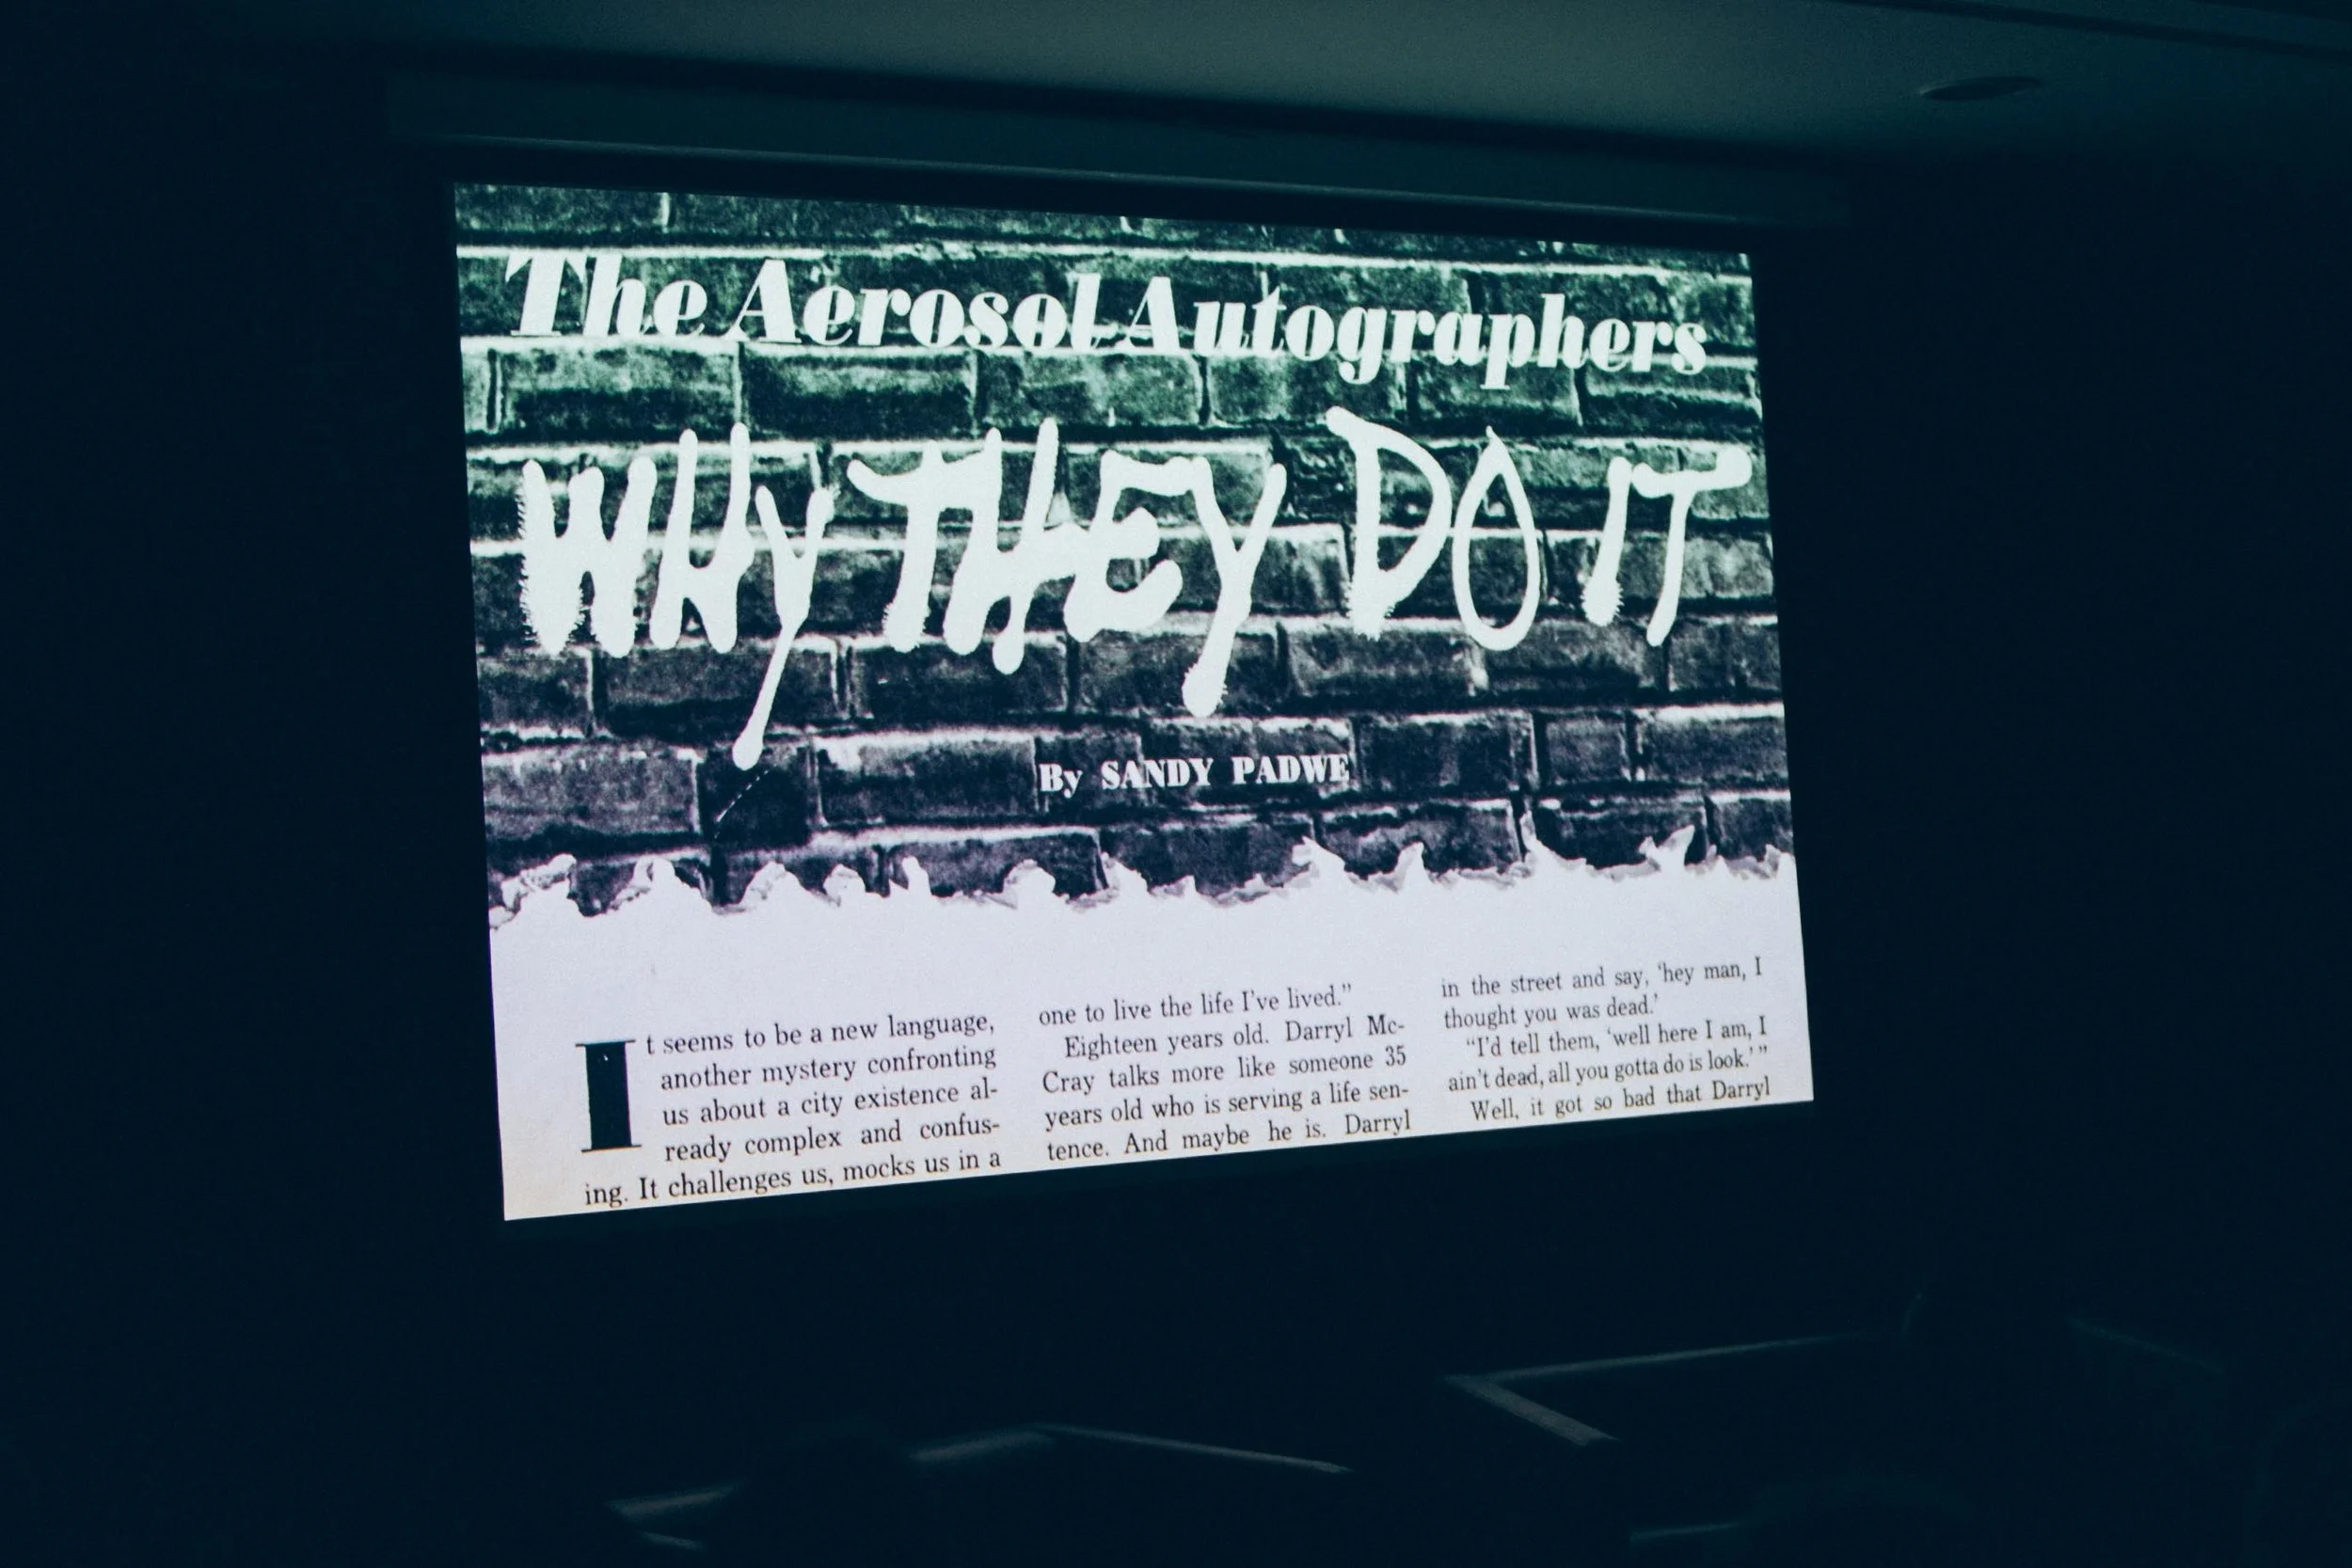 The Aerosol Autographers
WHY THEY DO IT
By SANDY PADWE
It seems to be a new language,
another mystery confronting
us about a city existence al-
ready complex and confus-
ing. It challenges us, mocks us in a
one to live the life I've lived."
Eighteen years old. Darryl Mc-
Cray talks more like someone 35
years old who is serving a life sen-
tence. And maybe he is. Darryl
in the street and say, 'hey man, I
thought you was dead.'
"I'd tell them, 'well here I am, I
ain't dead, all you gotta do is look.' "
Well, it got so bad that Darryl